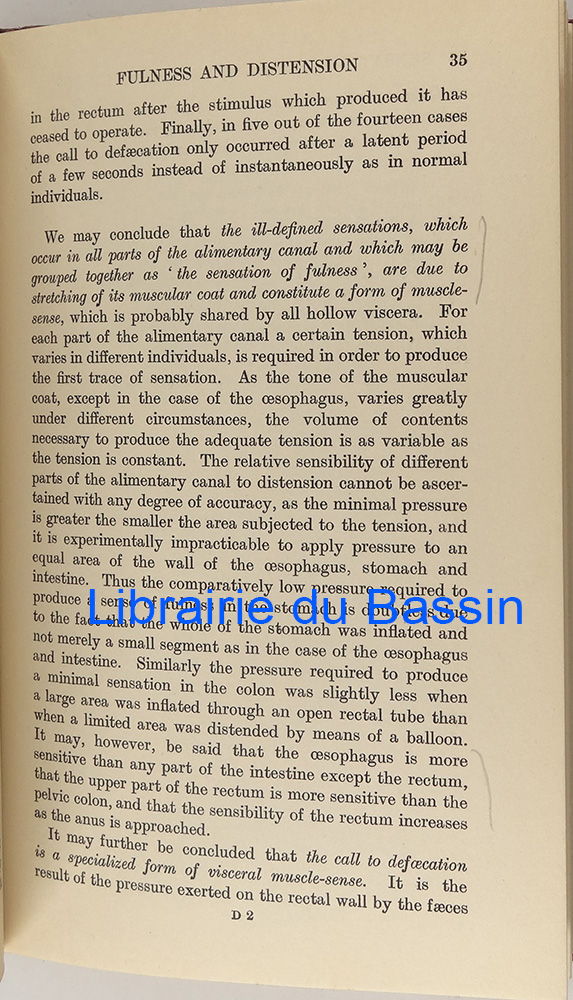 FULNESS AND DISTENSION 35
in the rectum after the stimulus which produced it has
ceased to operate. Finally, in five out of the fourteen cases
the call to defæcation only occurred after a latent period
of a few seconds instead of instantaneously as in normal
individuals.
We may conclude that the ill-defined sensations, which
occur in all parts of the alimentary canal and which may be
grouped together as ' the sensation of fulness ', are due to
stretching of its muscular coat and constitute a form of muscle-
sense, which is probably shared by all hollow viscera. For
each part of the alimentary canal a certain tension, which
varies in different individuals, is required in order to produce
the first trace of sensation. As the tone of the muscular
coat, except in the case of the œsophagus, varies greatly
under different circumstances, the volume of contents
necessary to produce the adequate tension is as variable as
the tension is constant. The relative sensibility of different
parts of the alimentary canal to distension cannot be ascer-
tained with any degree of accuracy, as the minimal pressure
is greater the smaller the area subjected to the tension, and
it is experimentally impracticable to apply pressure to an
equal area of the wall of the œsophagus, stomach and
intestine. Thus the comparatively low pressure required to
produce a sense of fulness in the stomach is doubtless due
Librairie du Bassin
to the fact that the whole of the stomach was inflated and
not merely a small segment as in the case of the œsophagus
and intestine. Similarly the pressure required to produce
a minimal sensation in the colon was slightly less when
a large area was inflated through an open rectal tube than
when a limited area was distended by means of a balloon.
It may, however, be said that the œsophagus is more
sensitive than any part of the intestine except the rectum,
that the upper part of the rectum is more sensitive than the
pelvic colon, and that the sensibility of the rectum increases
as the anus is approached.
It may further be concluded that the call to defæcation
is a specialized form of visceral muscle-sense. It is the
result of the pressure exerted on the rectal wall by the fæces
D 2